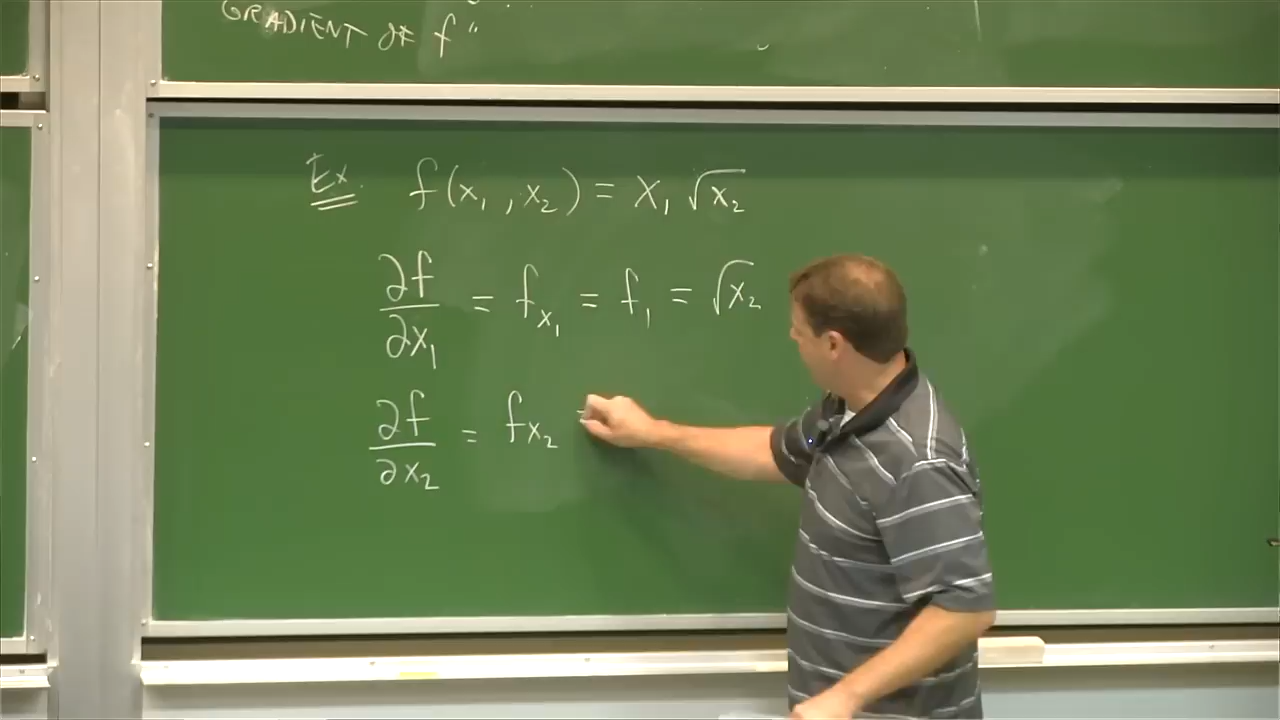 GRADIENT OF f"
Ex. f(x₁, x₂) = x₁ √x₂
∂f/∂x₁ = f_x₁ = f₁ = √x₂
∂f/∂x₂ = f_x₂